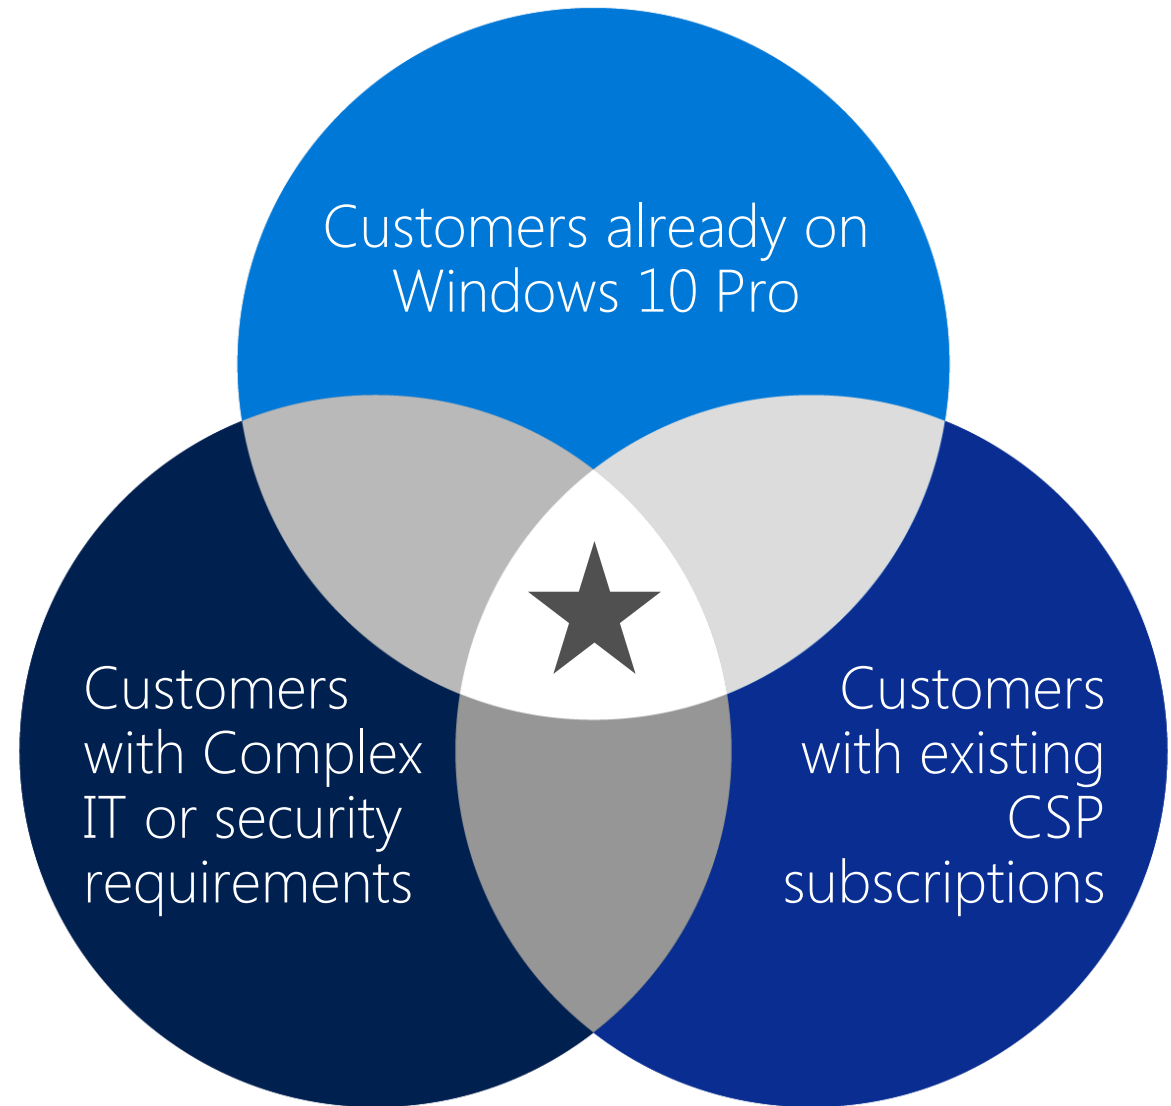 Customers already on
Windows 10 Pro
Customers
with Complex
IT or security
requirements
Customers
with existing
CSP
subscriptions